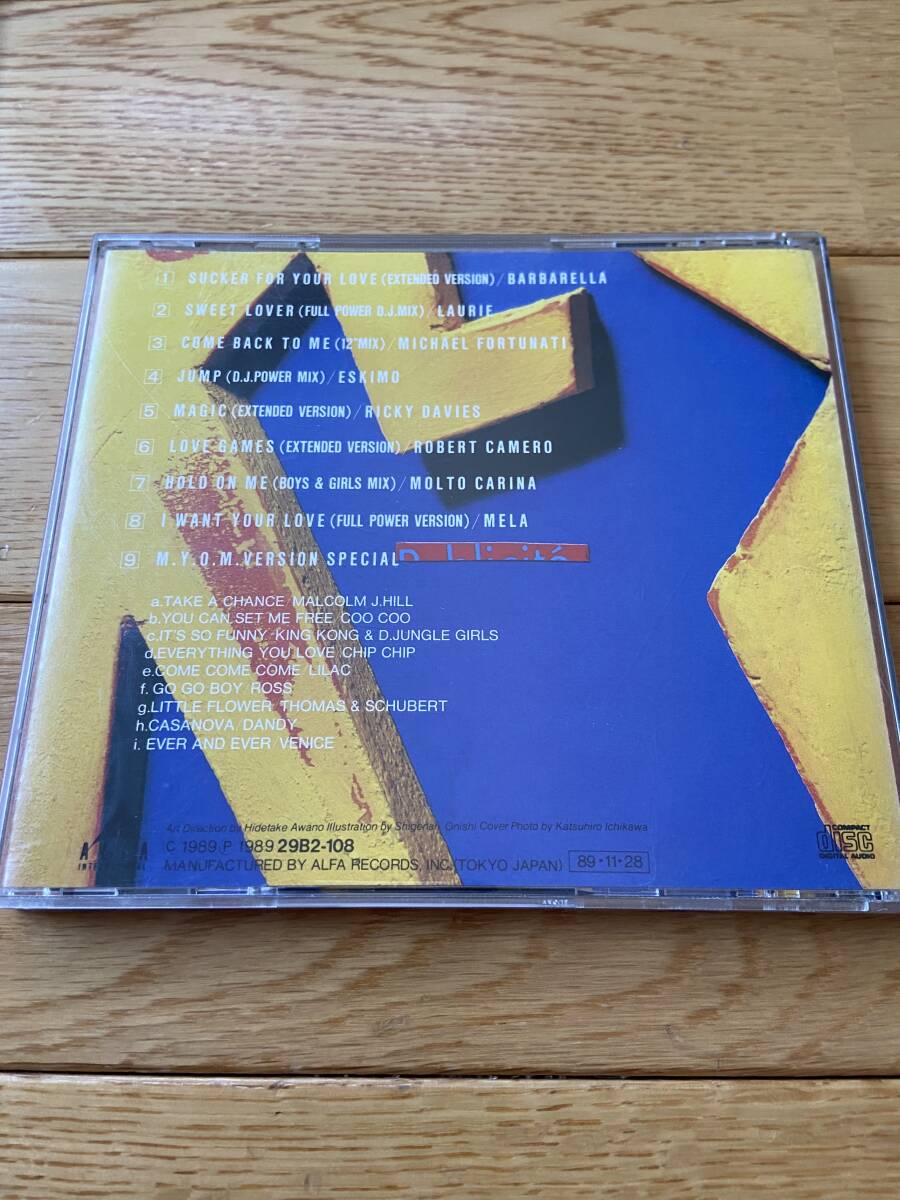 1 SUCKER FOR YOUR LOVE (EXTENDED VERSION)/BARBARELLA
2 SWEET LOVER (FULL POWER D.J.MIX)/LAURIE
3 COME BACK TO ME (12"MIX)/MICHAEL FORTUNATI
4 JUMP (D.J.POWER MIX)/ESKIMO
5 MAGIC (EXTENDED VERSION)/RICKY DAVIES
6 LOVE GAMES (EXTENDED VERSION)/ROBERT CAMERO
7 HOLD ON ME (BOYS & GIRLS MIX)/MOLTO CARINA
8 I WANT YOUR LOVE (FULL POWER VERSION)/MELA
9 M.Y.O.M.VERSION SPECIAL
a.TAKE A CHANCE/MALCOLM J.HILL
b.YOU CAN SET ME FREE/COO COO
c.IT'S SO FUNNY/KING KONG & D.JUNGLE GIRLS
d.EVERYTHING YOU LOVE/CHIP CHIP
e.COME COME COME/LILAC
f. GO GO BOY/ROSS
g.LITTLE FLOWER/THOMAS & SCHUBERT
h.CASANOVA/DANDY
i. EVER AND EVER/VENICE
Art Direction by Hidetake Awano Illustration by Shigenari Onishi Cover Photo by Katsuhiro Ichikawa
C 1989, P 1989 29B2-108
MANUFACTURED BY ALFA RECORDS, INC.(TOKYO JAPAN) 89・11・28
COMPACT
disc
DIGITAL AUDIO